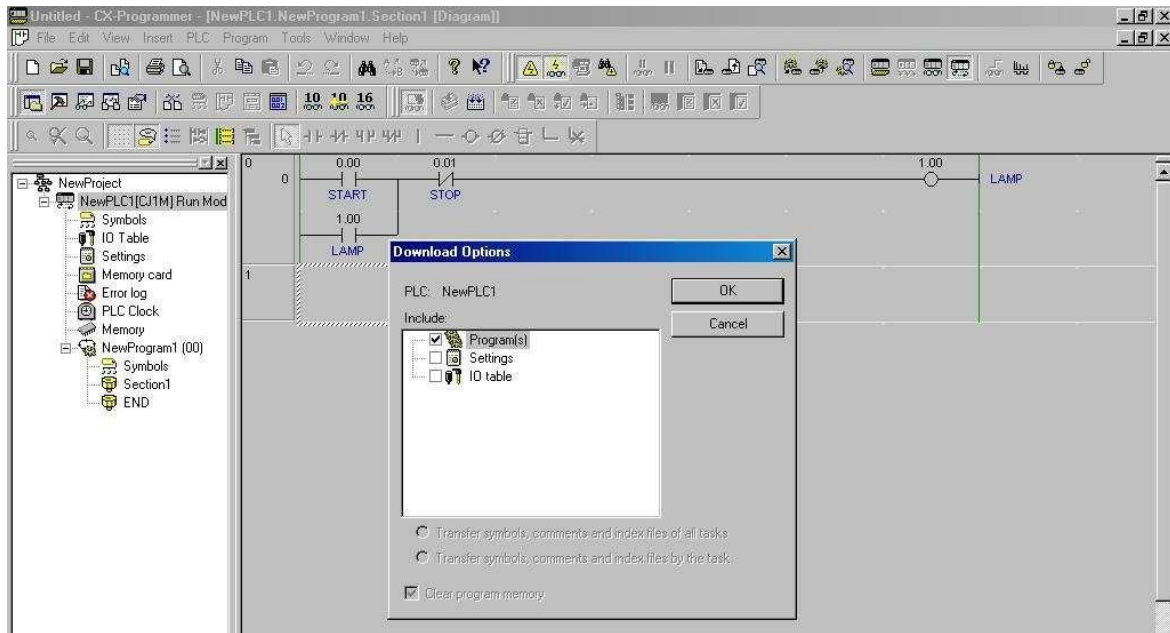 Untitled - CX-Programmer - [NewPLC1.NewProgram1.Section1 [Diagram]]
File Edit View Insert PLC Program Tools Window Help
10 10 16
NewProject
NewPLC1[CJ1M] Run Mod
Symbols
IO Table
Settings
Memory card
Error log
PLC Clock
Memory
NewProgram1 (00)
Symbols
Section1
END
0
0
0.00
0.01
1.00
START
STOP
LAMP
1.00
LAMP
1
Download Options
PLC: NewPLC1
OK
Include:
Cancel
Program(s)
Settings
IO table
Transfer symbols, comments and index files of all tasks
Transfer symbols, comments and index files by the task
Clear program memory